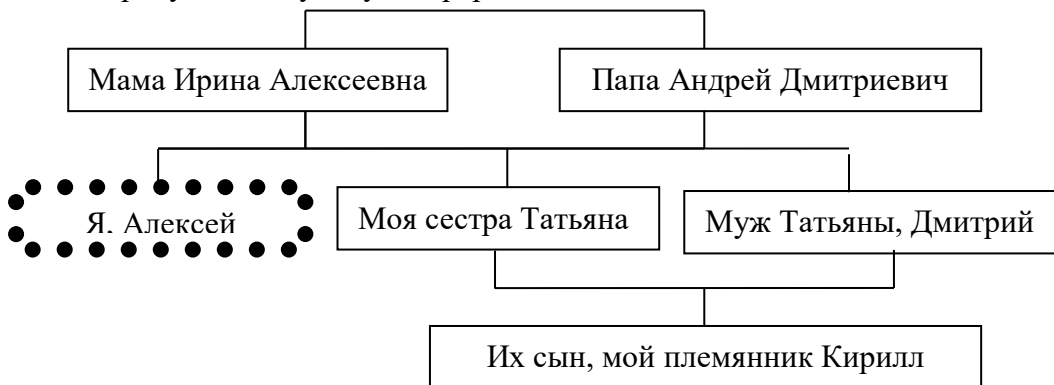 Мама Ирина Алексеевна
Папа Андрей Дмитриевич
Я, Алексей
Моя сестра Татьяна
Муж Татьяны, Дмитрий
Их сын, мой племянник Кирилл